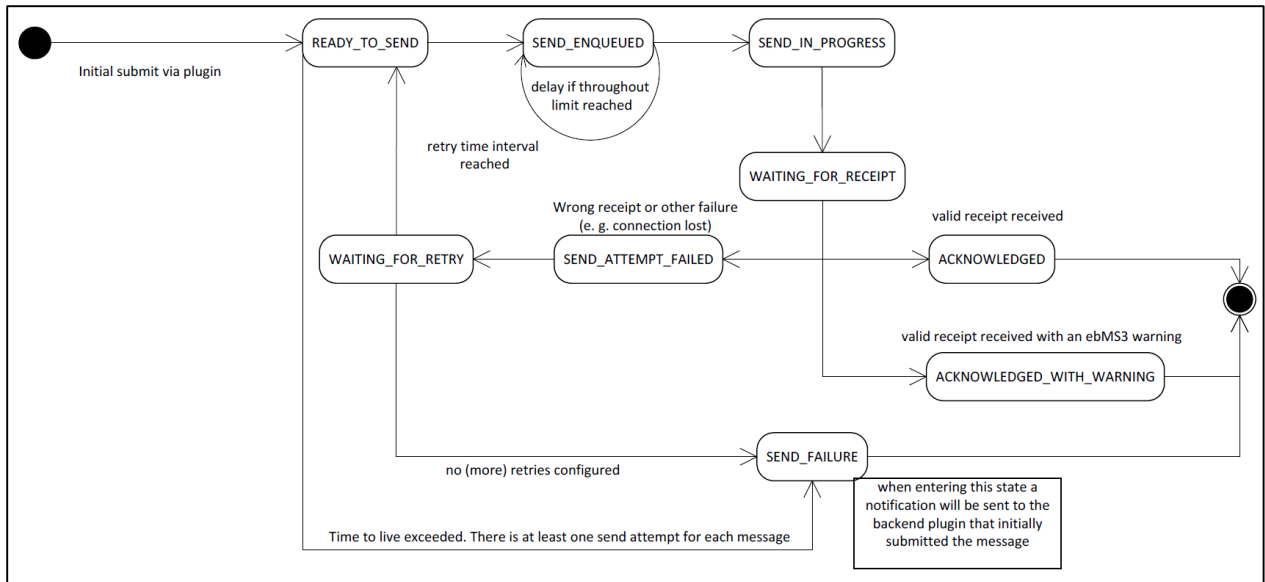 READY_TO_SEND
SEND_ENQUEUED
SEND_IN_PROGRESS
Initial submit via plugin
delay if throughout
limit reached
retry time interval
reached
WAITING_FOR_RECEIPT
Wrong receipt or other failure
(e. g. connection lost)
valid receipt received
WAITING_FOR_RETRY
SEND_ATTEMPT_FAILED
ACKNOWLEDGED
valid receipt received with an ebMS3 warning
ACKNOWLEDGED_WITH_WARNING
SEND_FAILURE
no (more) retries configured
when entering this state a
notification will be sent to the
backend plugin that initially
submitted the message
Time to live exceeded. There is at least one send attempt for each message